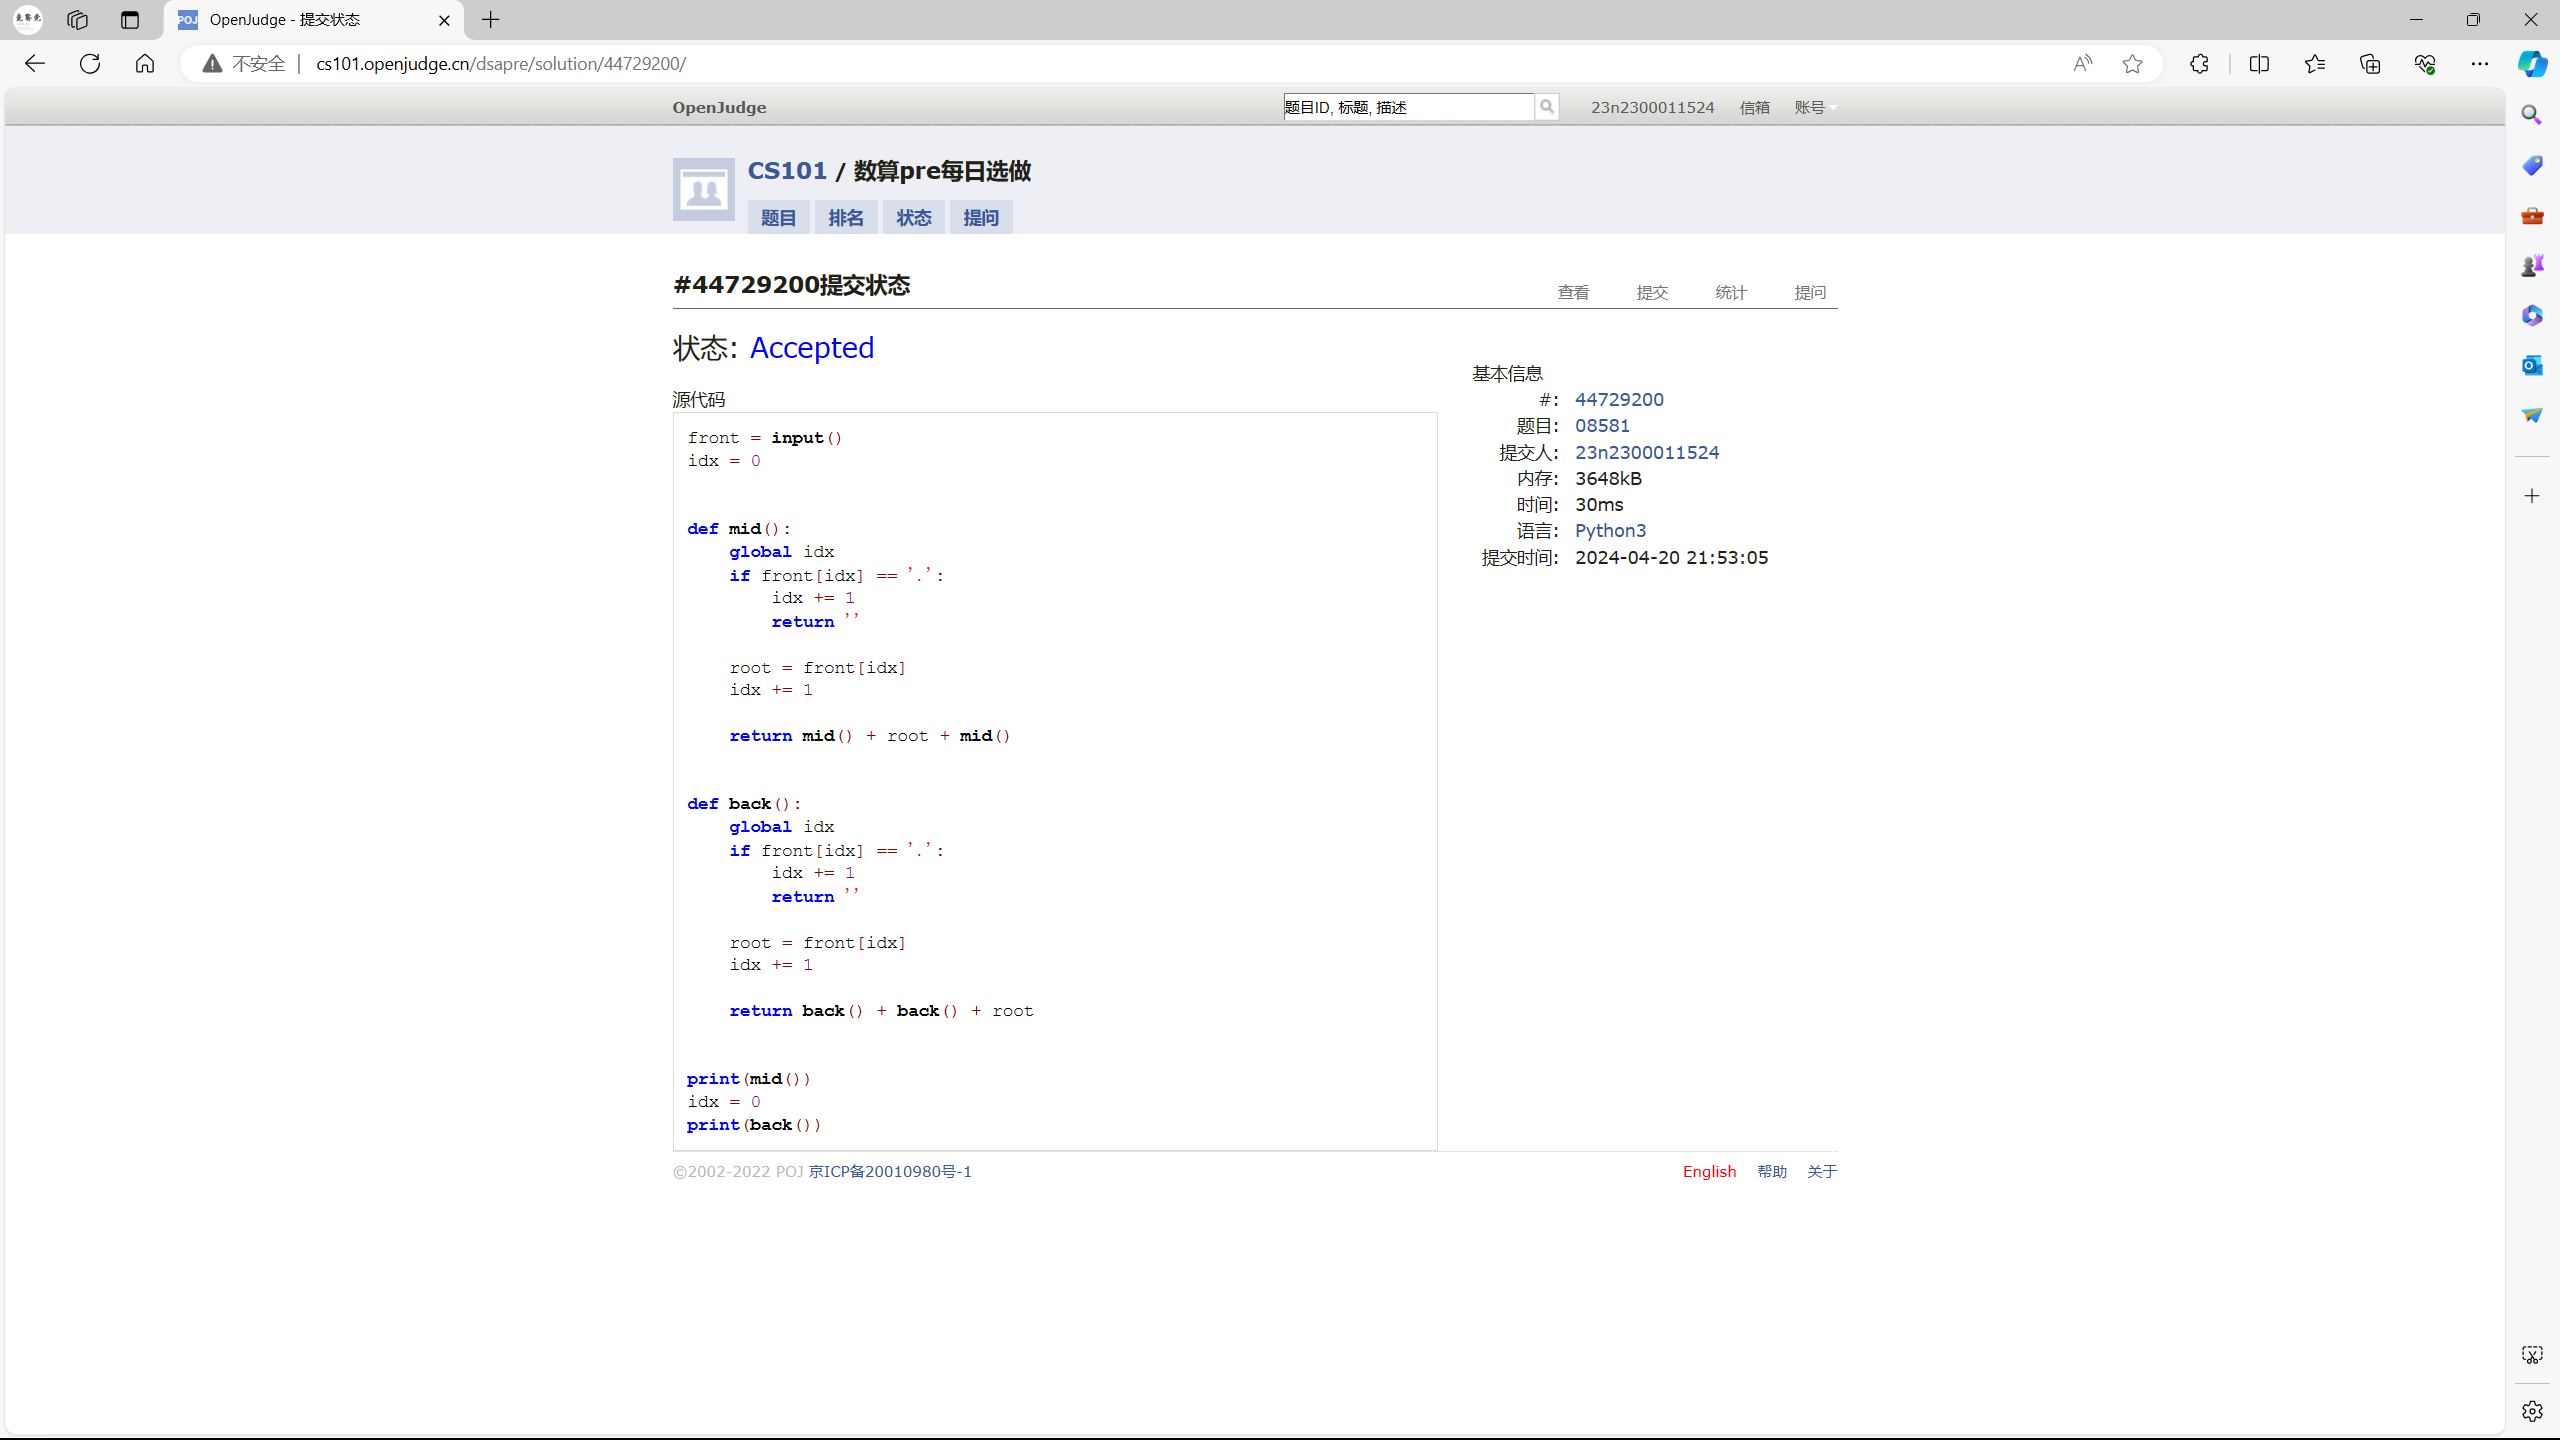 OpenJudge - 提交状态
不安全
cs101.openjudge.cn/dsapre/solution/44729200/
OpenJudge
题目ID, 标题, 描述
23n2300011524 信箱 账号
CS101 / 数算pre每日选做
题目 排名 状态 提问
#44729200提交状态
查看 提交 统计 提问
状态: Accepted
源代码
front = input()
idx = 0
def mid():
    global idx
    if front[idx] == '.':
        idx += 1
        return ''
    root = front[idx]
    idx += 1
    return mid() + root + mid()
def back():
    global idx
    if front[idx] == '.':
        idx += 1
        return ''
    root = front[idx]
    idx += 1
    return back() + back() + root
print(mid())
idx = 0
print(back())
基本信息
#: 44729200
题目: 08581
提交人: 23n2300011524
内存: 3648kB
时间: 30ms
语言: Python3
提交时间: 2024-04-20 21:53:05
©2002-2022 POJ 京ICP备20010980号-1
English 帮助 关于